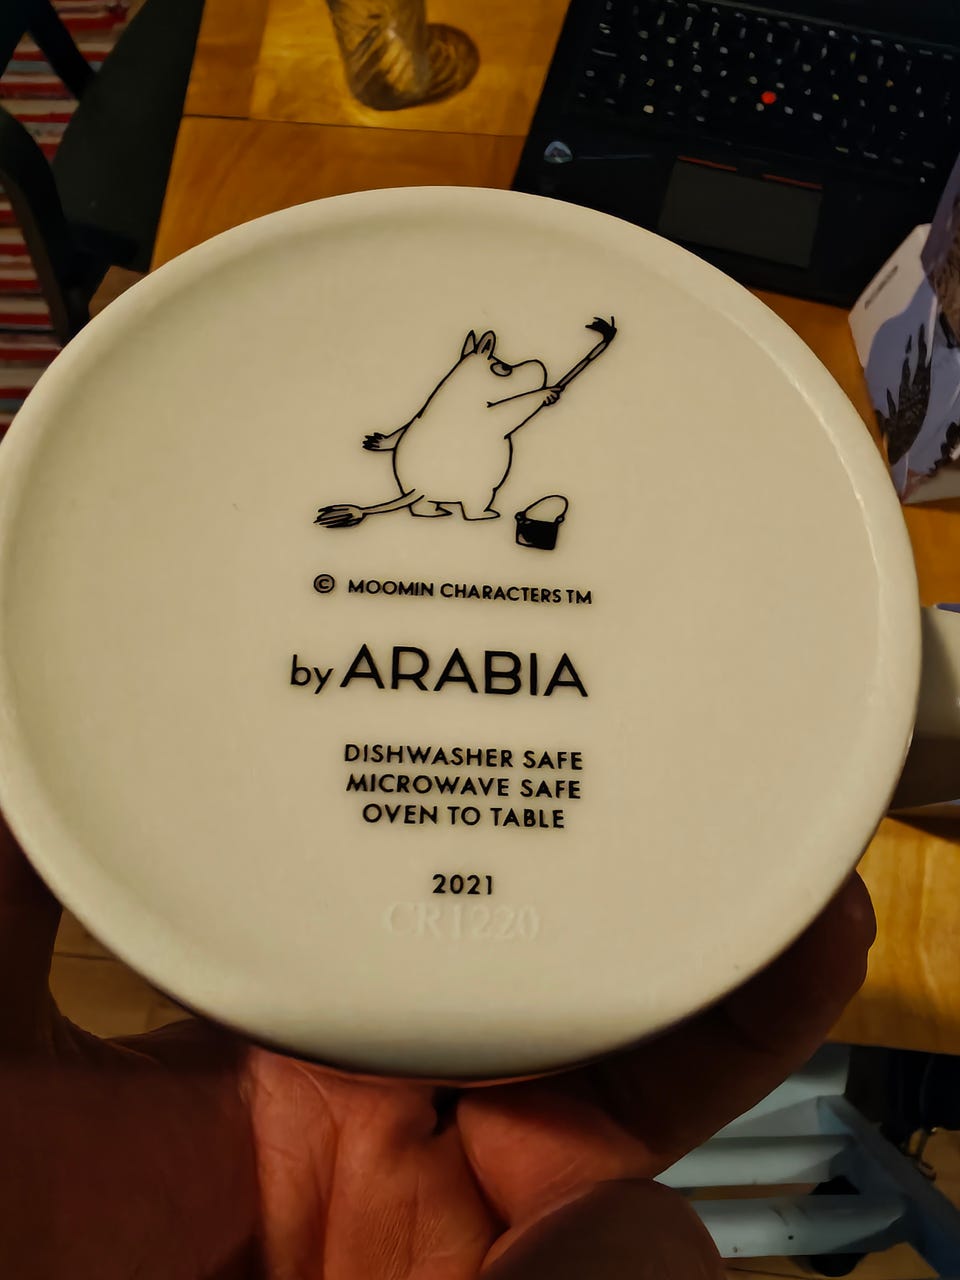 © MOOMIN CHARACTERS TM
by ARABIA
DISHWASHER SAFE
MICROWAVE SAFE
OVEN TO TABLE
2021
CR1220